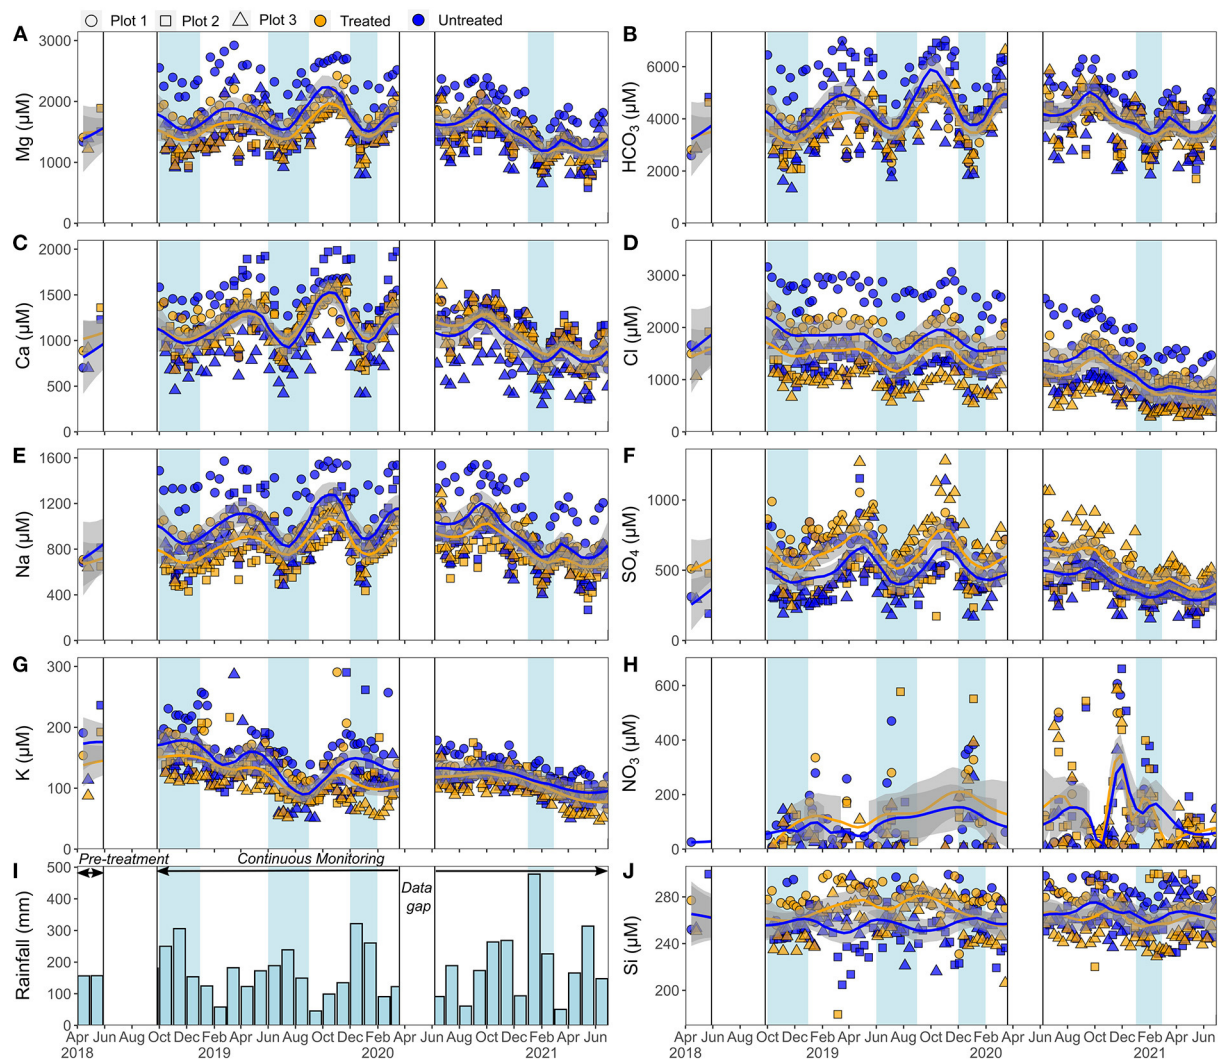 Plot 1 Plot 2 Plot 3 Treated Untreated
A
3000
2000
1000
0
Mg (µM)
B
6000
4000
2000
0
HCO3 (µM)
C
2000
1500
1000
500
0
Ca (µM)
D
3000
2000
1000
0
Cl (µM)
E
1600
1200
800
400
0
Na (µM)
F
1000
500
0
SO4 (µM)
G
300
200
100
0
K (µM)
H
600
400
200
0
NO3 (µM)
I
Pre-treatment Continuous Monitoring
Data
gap
500
400
300
200
100
0
Rainfall (mm)
Apr Jun Aug Oct Dec Feb Apr Jun Aug Oct Dec Feb Apr Jun Aug Oct Dec Feb Apr Jun
2018 2019 2020 2021
J
280
240
200
Si (µM)
Apr Jun Aug Oct Dec Feb Apr Jun Aug Oct Dec Feb Apr Jun Aug Oct Dec Feb Apr Jun
2018 2019 2020 2021